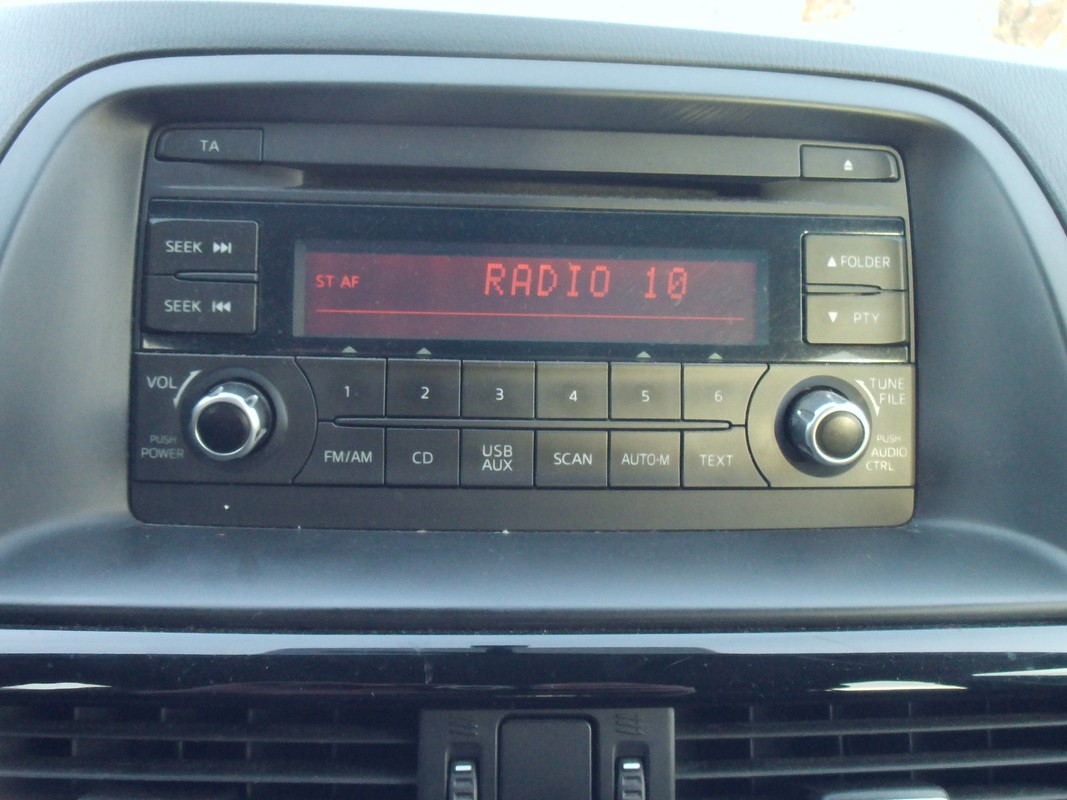 TA
SEEK ⏭
SEEK ⏮
ST AF
RADIO 10
▲ FOLDER
▼ PTY
VOL
PUSH
POWER
1
2
3
4
5
6
FM/AM
CD
USB
AUX
SCAN
AUTO-M
TEXT
TUNE
FILE
PUSH
AUDIO
CTRL